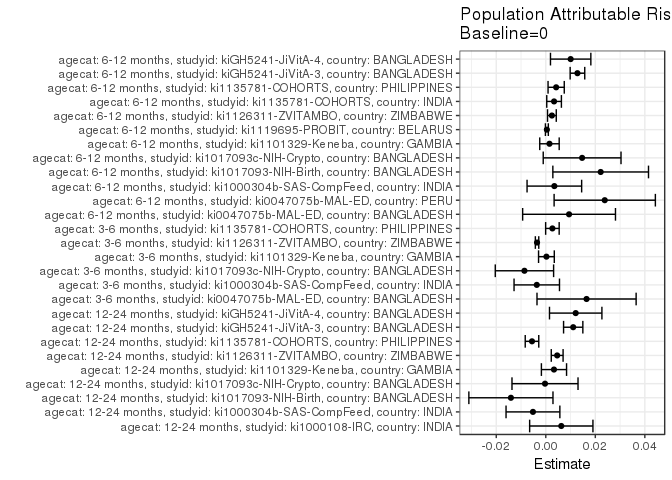 Population Attributable Ris
Baseline=0
agecat: 6-12 months, studyid: kiGH5241-JiVitA-4, country: BANGLADESH
agecat: 6-12 months, studyid: kiGH5241-JiVitA-3, country: BANGLADESH
agecat: 6-12 months, studyid: ki1135781-COHORTS, country: PHILIPPINES
agecat: 6-12 months, studyid: ki1135781-COHORTS, country: INDIA
agecat: 6-12 months, studyid: ki1126311-ZVITAMBO, country: ZIMBABWE
agecat: 6-12 months, studyid: ki1119695-PROBIT, country: BELARUS
agecat: 6-12 months, studyid: ki1101329-Keneba, country: GAMBIA
agecat: 6-12 months, studyid: ki1017093c-NIH-Crypto, country: BANGLADESH
agecat: 6-12 months, studyid: ki1017093-NIH-Birth, country: BANGLADESH
agecat: 6-12 months, studyid: ki1000304b-SAS-CompFeed, country: INDIA
agecat: 6-12 months, studyid: ki0047075b-MAL-ED, country: PERU
agecat: 6-12 months, studyid: ki0047075b-MAL-ED, country: BANGLADESH
agecat: 3-6 months, studyid: ki1135781-COHORTS, country: PHILIPPINES
agecat: 3-6 months, studyid: ki1126311-ZVITAMBO, country: ZIMBABWE
agecat: 3-6 months, studyid: ki1101329-Keneba, country: GAMBIA
agecat: 3-6 months, studyid: ki1017093c-NIH-Crypto, country: BANGLADESH
agecat: 3-6 months, studyid: ki1000304b-SAS-CompFeed, country: INDIA
agecat: 3-6 months, studyid: ki0047075b-MAL-ED, country: BANGLADESH
agecat: 12-24 months, studyid: kiGH5241-JiVitA-4, country: BANGLADESH
agecat: 12-24 months, studyid: kiGH5241-JiVitA-3, country: BANGLADESH
agecat: 12-24 months, studyid: ki1135781-COHORTS, country: PHILIPPINES
agecat: 12-24 months, studyid: ki1126311-ZVITAMBO, country: ZIMBABWE
agecat: 12-24 months, studyid: ki1101329-Keneba, country: GAMBIA
agecat: 12-24 months, studyid: ki1017093c-NIH-Crypto, country: BANGLADESH
agecat: 12-24 months, studyid: ki1017093-NIH-Birth, country: BANGLADESH
agecat: 12-24 months, studyid: ki1000304b-SAS-CompFeed, country: INDIA
agecat: 12-24 months, studyid: ki1000108-IRC, country: INDIA
-0.02 0.00 0.02 0.04
Estimate